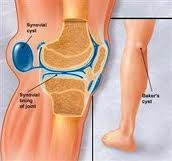 Synovial
cyst
Synovial
lining
of joint
Baker's
cyst